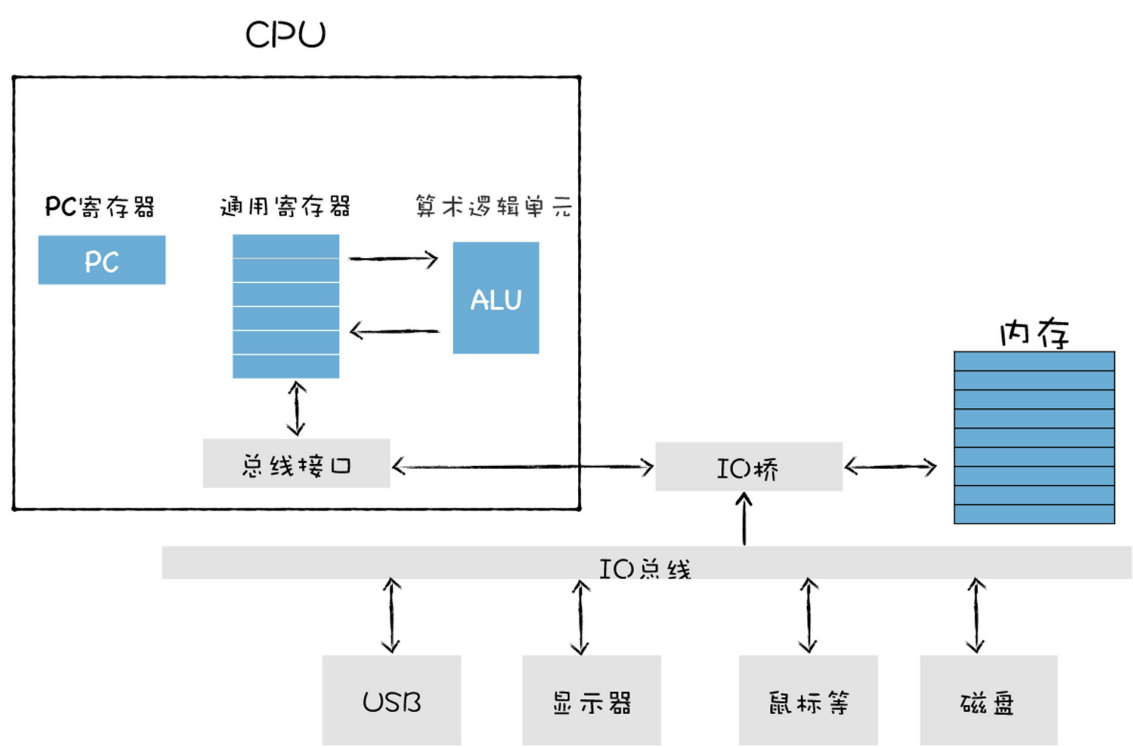 CPU
PC寄存器
通用寄存器
算术逻辑单元
PC
ALU
内存
总线接口
IO桥
IO总线
USB
显示器
鼠标等
磁盘